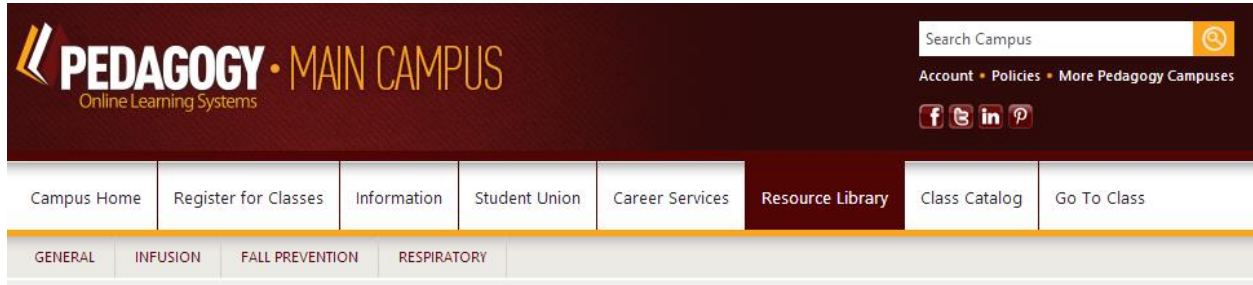 PEDAGOGY • MAIN CAMPUS
Online Learning Systems
Search Campus
Account • Policies • More Pedagogy Campuses
Campus Home
Register for Classes
Information
Student Union
Career Services
Resource Library
Class Catalog
Go To Class
GENERAL
INFUSION
FALL PREVENTION
RESPIRATORY